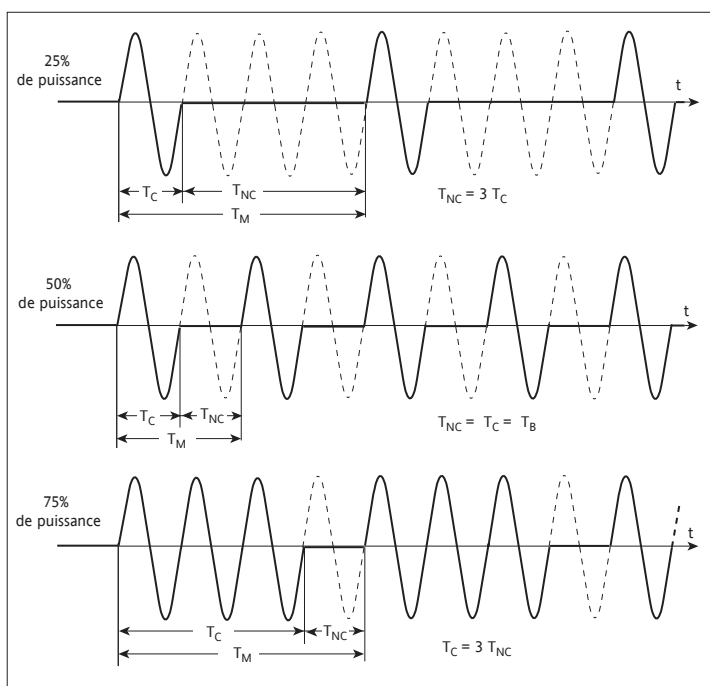 25%
de puissance
t
T_C
T_NC
T_M
T_NC = 3 T_C
50%
de puissance
t
T_C
T_NC
T_M
T_NC = T_C = T_B
75%
de puissance
t
T_C
T_NC
T_M
T_C = 3 T_NC